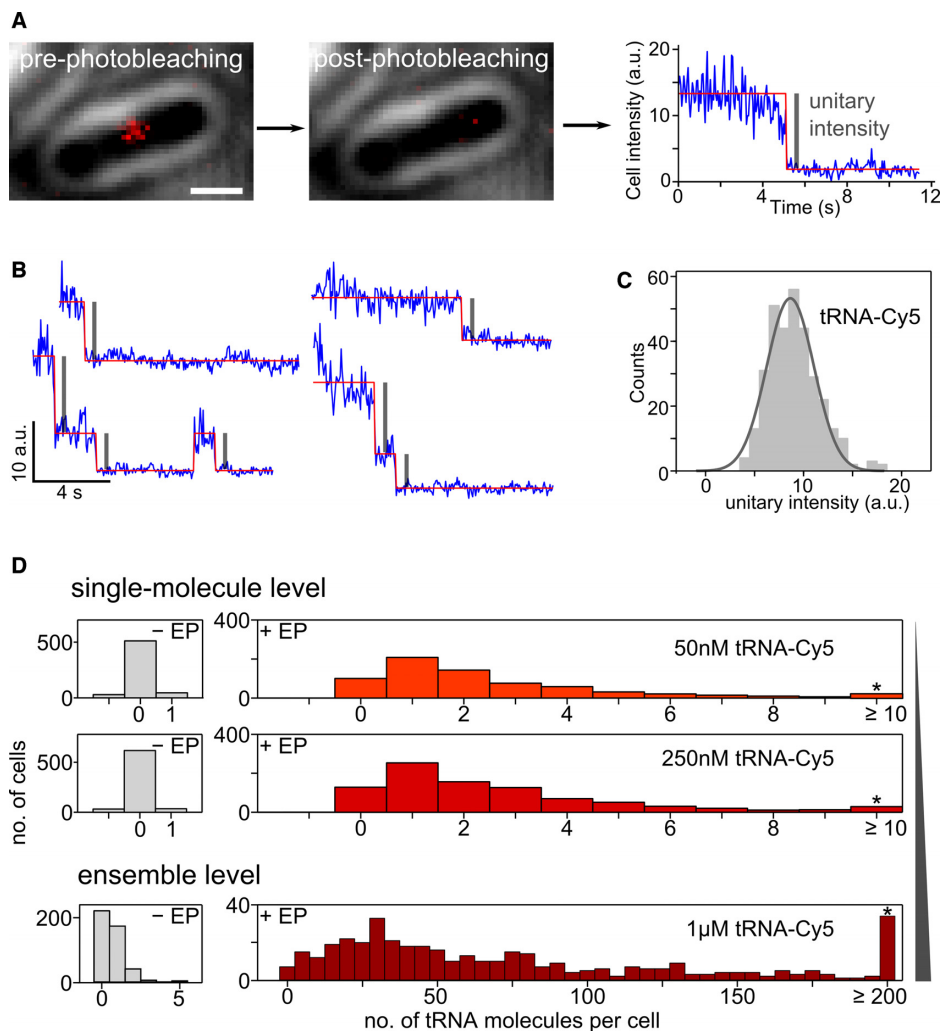 A
pre-photobleaching
post-photobleaching
Cell intensity (a.u.)
20
10
0
unitary
intensity
0 4 8 12
Time (s)
B
10 a.u.
4 s
C
60
40
20
0
Counts
tRNA-Cy5
0 10 20
unitary intensity (a.u.)
D
single-molecule level
500
0
− EP
0 1
400
0
+ EP
50nM tRNA-Cy5
*
0 2 4 6 8 ≥ 10
no. of cells
500
0
− EP
0 1
400
0
+ EP
250nM tRNA-Cy5
*
0 2 4 6 8 ≥ 10
ensemble level
200
0
− EP
0 5
40
0
+ EP
1µM tRNA-Cy5
*
0 50 100 150 ≥ 200
no. of tRNA molecules per cell